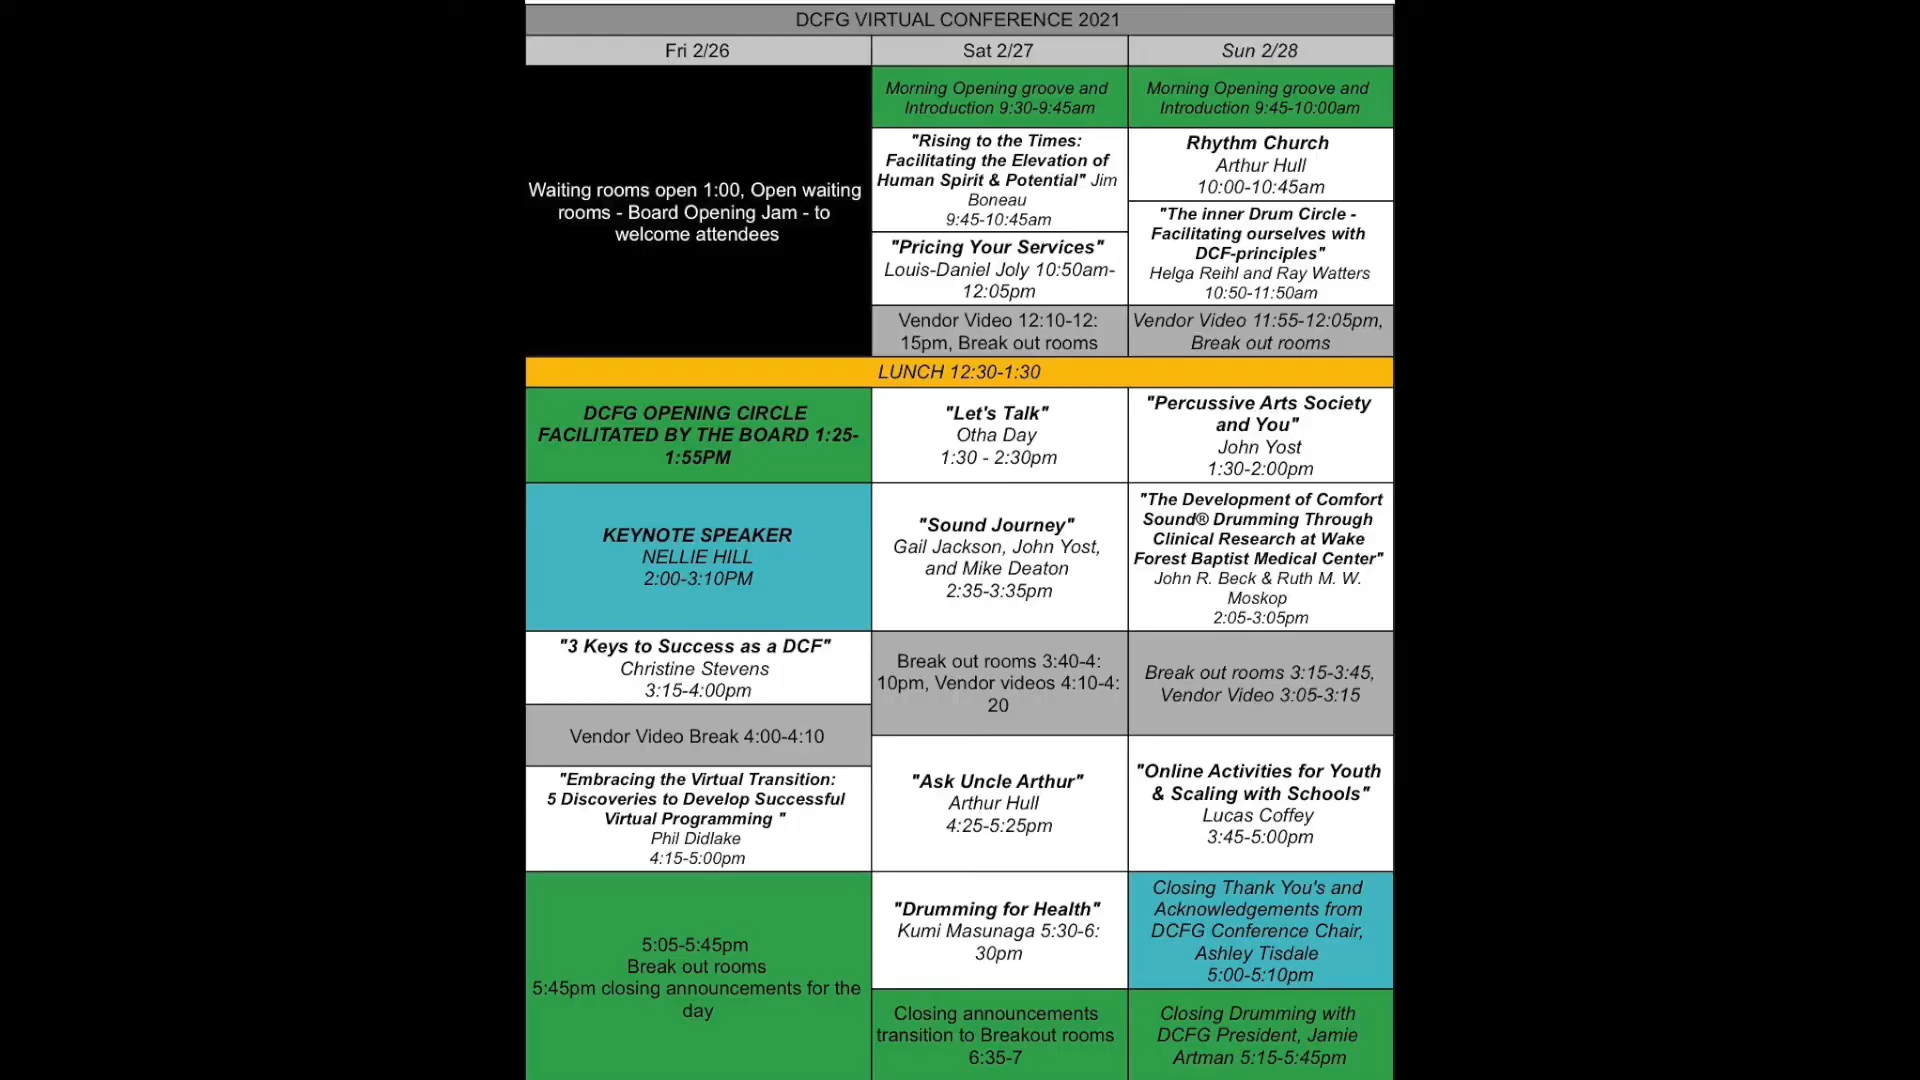 DCFG VIRTUAL CONFERENCE 2021
Fri 2/26
Sat 2/27
Sun 2/28
Waiting rooms open 1:00, Open waiting
rooms - Board Opening Jam - to
welcome attendees
Morning Opening groove and
Introduction 9:30-9:45am
Morning Opening groove and
Introduction 9:45-10:00am
"Rising to the Times:
Facilitating the Elevation of
Human Spirit & Potential" Jim
Boneau
9:45-10:45am
Rhythm Church
Arthur Hull
10:00-10:45am
"Pricing Your Services"
Louis-Daniel Joly 10:50am-
12:05pm
"The inner Drum Circle -
Facilitating ourselves with
DCF-principles"
Helga Reihl and Ray Watters
10:50-11:50am
Vendor Video 12:10-12:
15pm, Break out rooms
Vendor Video 11:55-12:05pm,
Break out rooms
LUNCH 12:30-1:30
DCFG OPENING CIRCLE
FACILITATED BY THE BOARD 1:25-
1:55PM
"Let's Talk"
Otha Day
1:30 - 2:30pm
"Percussive Arts Society
and You"
John Yost
1:30-2:00pm
KEYNOTE SPEAKER
NELLIE HILL
2:00-3:10PM
"Sound Journey"
Gail Jackson, John Yost,
and Mike Deaton
2:35-3:35pm
"The Development of Comfort
Sound® Drumming Through
Clinical Research at Wake
Forest Baptist Medical Center"
John R. Beck & Ruth M. W.
Moskop
2:05-3:05pm
"3 Keys to Success as a DCF"
Christine Stevens
3:15-4:00pm
Break out rooms 3:40-4:
10pm, Vendor videos 4:10-4:
20
Break out rooms 3:15-3:45,
Vendor Video 3:05-3:15
Vendor Video Break 4:00-4:10
"Embracing the Virtual Transition:
5 Discoveries to Develop Successful
Virtual Programming "
Phil Didlake
4:15-5:00pm
"Ask Uncle Arthur"
Arthur Hull
4:25-5:25pm
"Online Activities for Youth
& Scaling with Schools"
Lucas Coffey
3:45-5:00pm
5:05-5:45pm
Break out rooms
5:45pm closing announcements for the
day
"Drumming for Health"
Kumi Masunaga 5:30-6:
30pm
Closing Thank You's and
Acknowledgements from
DCFG Conference Chair,
Ashley Tisdale
5:00-5:10pm
Closing announcements
transition to Breakout rooms
6:35-7
Closing Drumming with
DCFG President, Jamie
Artman 5:15-5:45pm